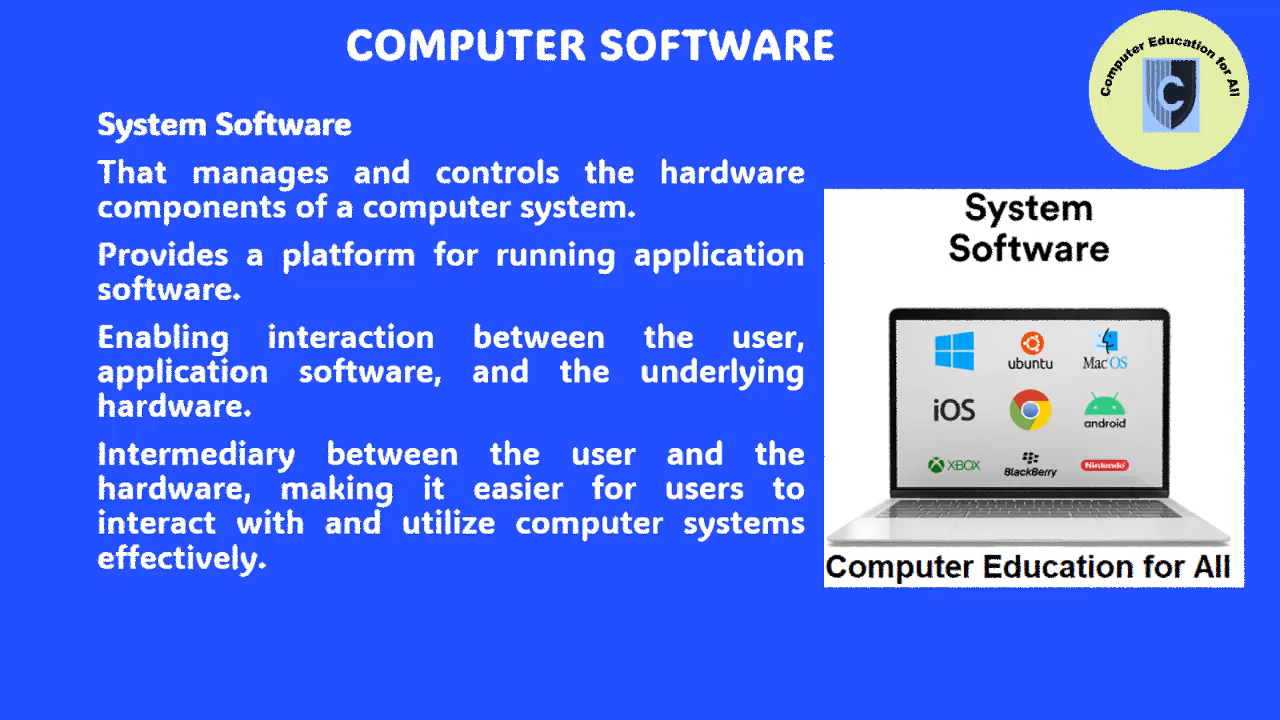 COMPUTER SOFTWARE
Computer Education for All
C
System Software
That manages and controls the hardware
components of a computer system.
Provides a platform for running application
software.
Enabling interaction between the user,
application software, and the underlying
hardware.
Intermediary between the user and the
hardware, making it easier for users to
interact with and utilize computer systems
effectively.
System
Software
ubuntu
Mac OS
iOS
android
XBOX
BlackBerry
Nintendo
Computer Education for All